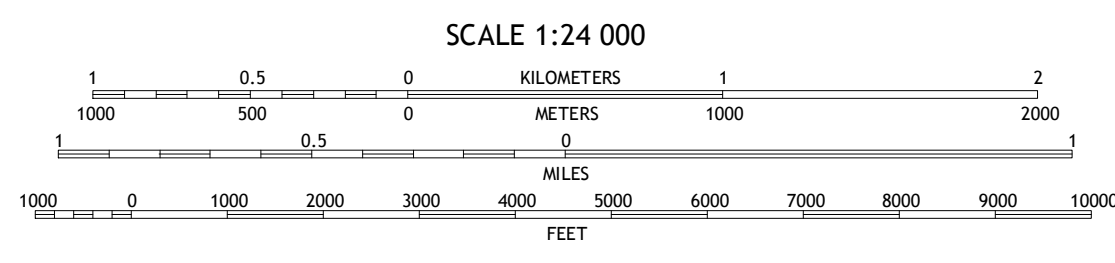 SCALE 1:24 000
1 0.5 0 KILOMETERS 1 2
1000 500 0 METERS 1000 2000
1 0.5 0 1
MILES
1000 0 1000 2000 3000 4000 5000 6000 7000 8000 9000 10000
FEET